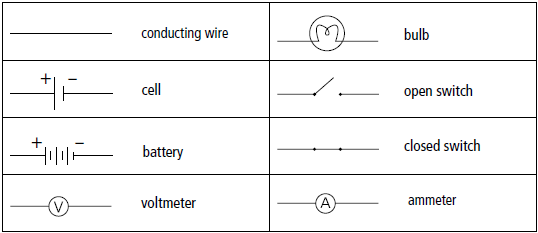 conducting wire
bulb
+ −
cell
open switch
+ −
battery
closed switch
V
voltmeter
A
ammeter